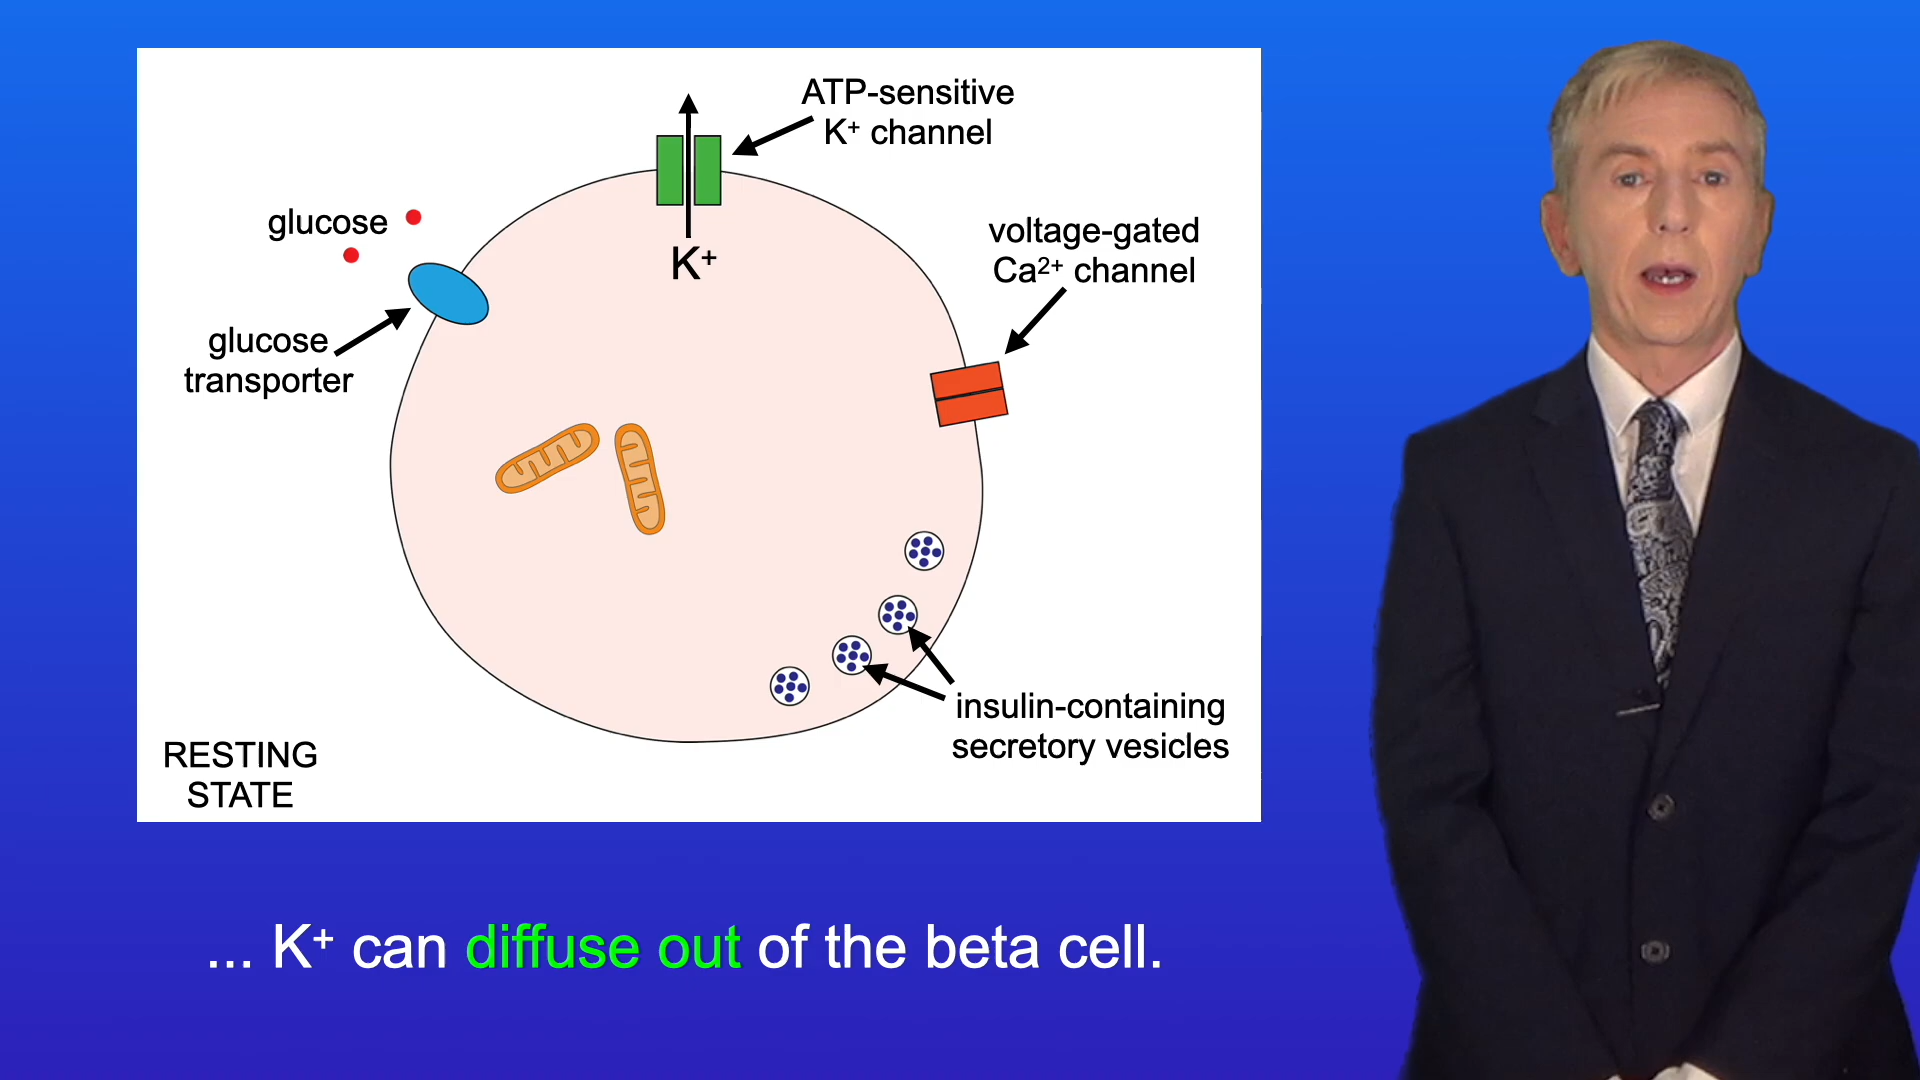 ATP-sensitive
K⁺ channel
glucose
K⁺
voltage-gated
Ca²⁺ channel
glucose
transporter
insulin-containing
secretory vesicles
RESTING
STATE
... K⁺ can diffuse out of the beta cell.